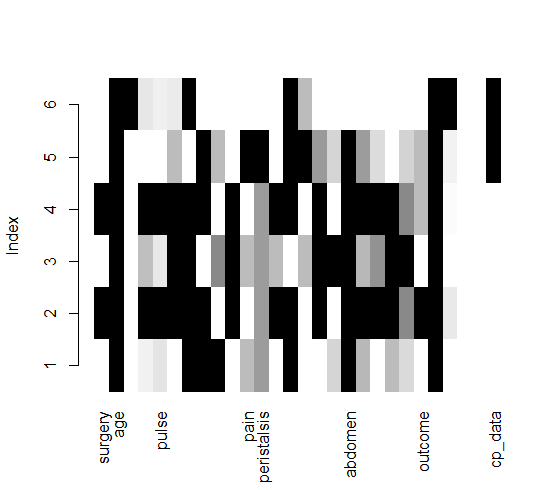 Index
6
5
4
3
2
1
surgery
age
pulse
pain
peristalsis
abdomen
outcome
cp_data